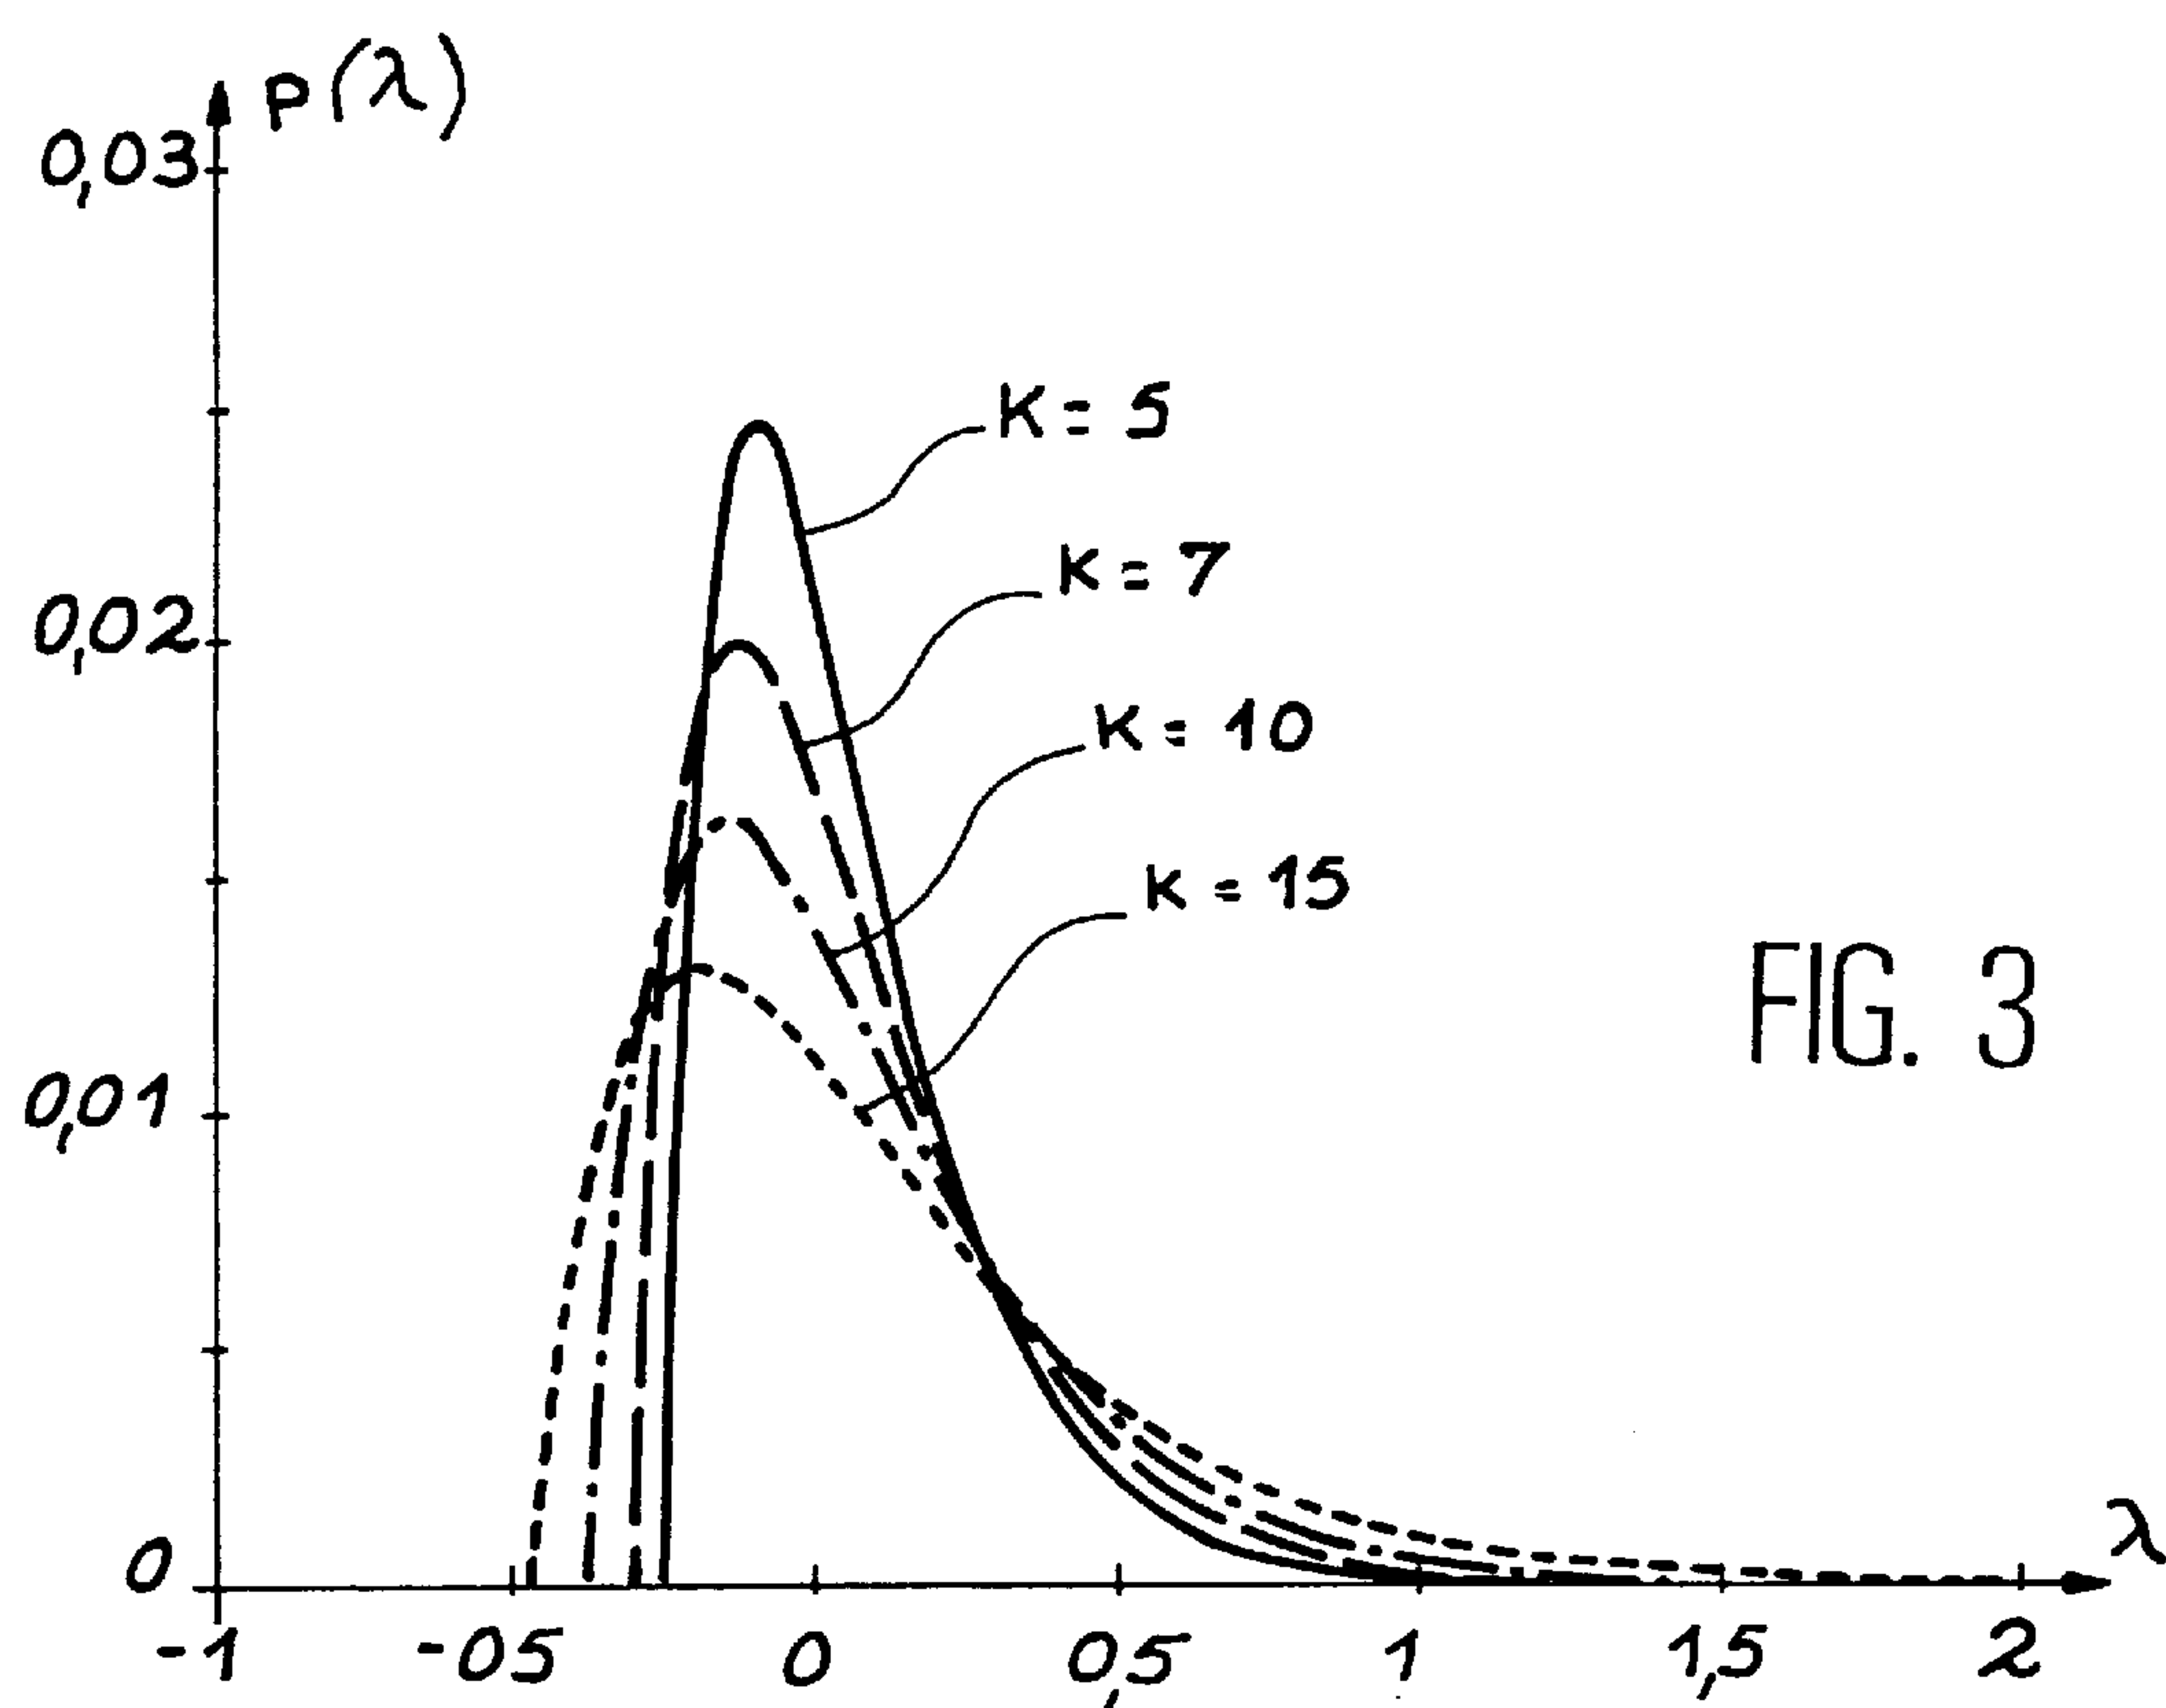 p(λ)
0,03
K = 5
K = 7
0,02
K = 10
K = 15
FIG. 3
0,01
0
λ
-1 -05 0 0,5 1 1,5 2